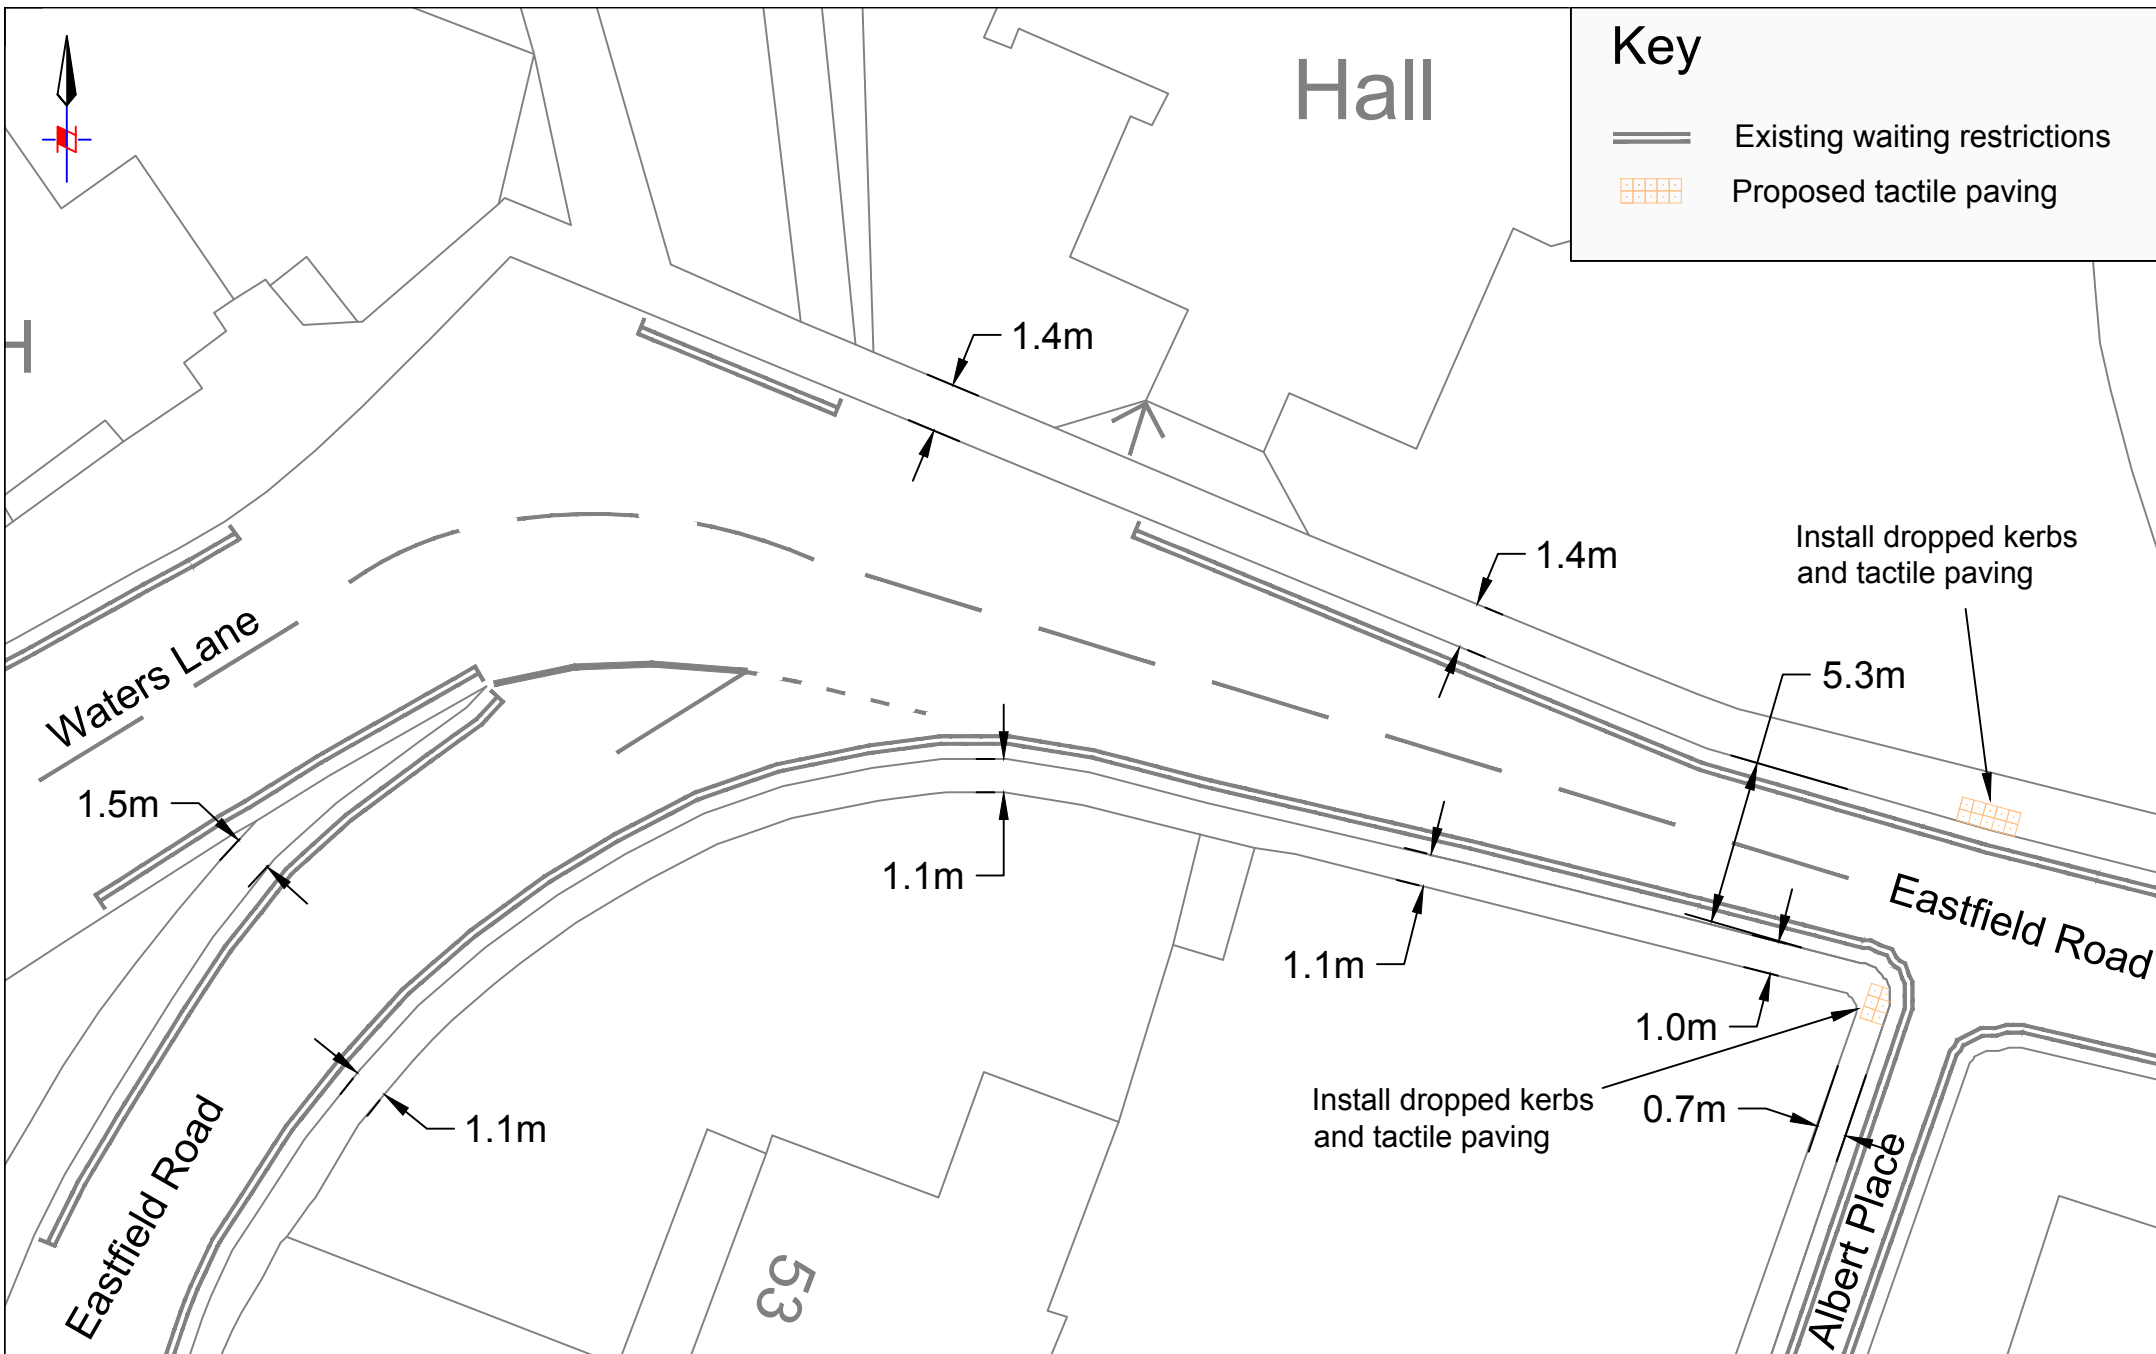 Key
Existing waiting restrictions
Proposed tactile paving
Hall
1.4m
1.4m
Install dropped kerbs
and tactile paving
5.3m
Waters Lane
1.5m
1.1m
Eastfield Road
1.1m
1.0m
Install dropped kerbs
and tactile paving
0.7m
1.1m
Eastfield Road
Albert Place
53